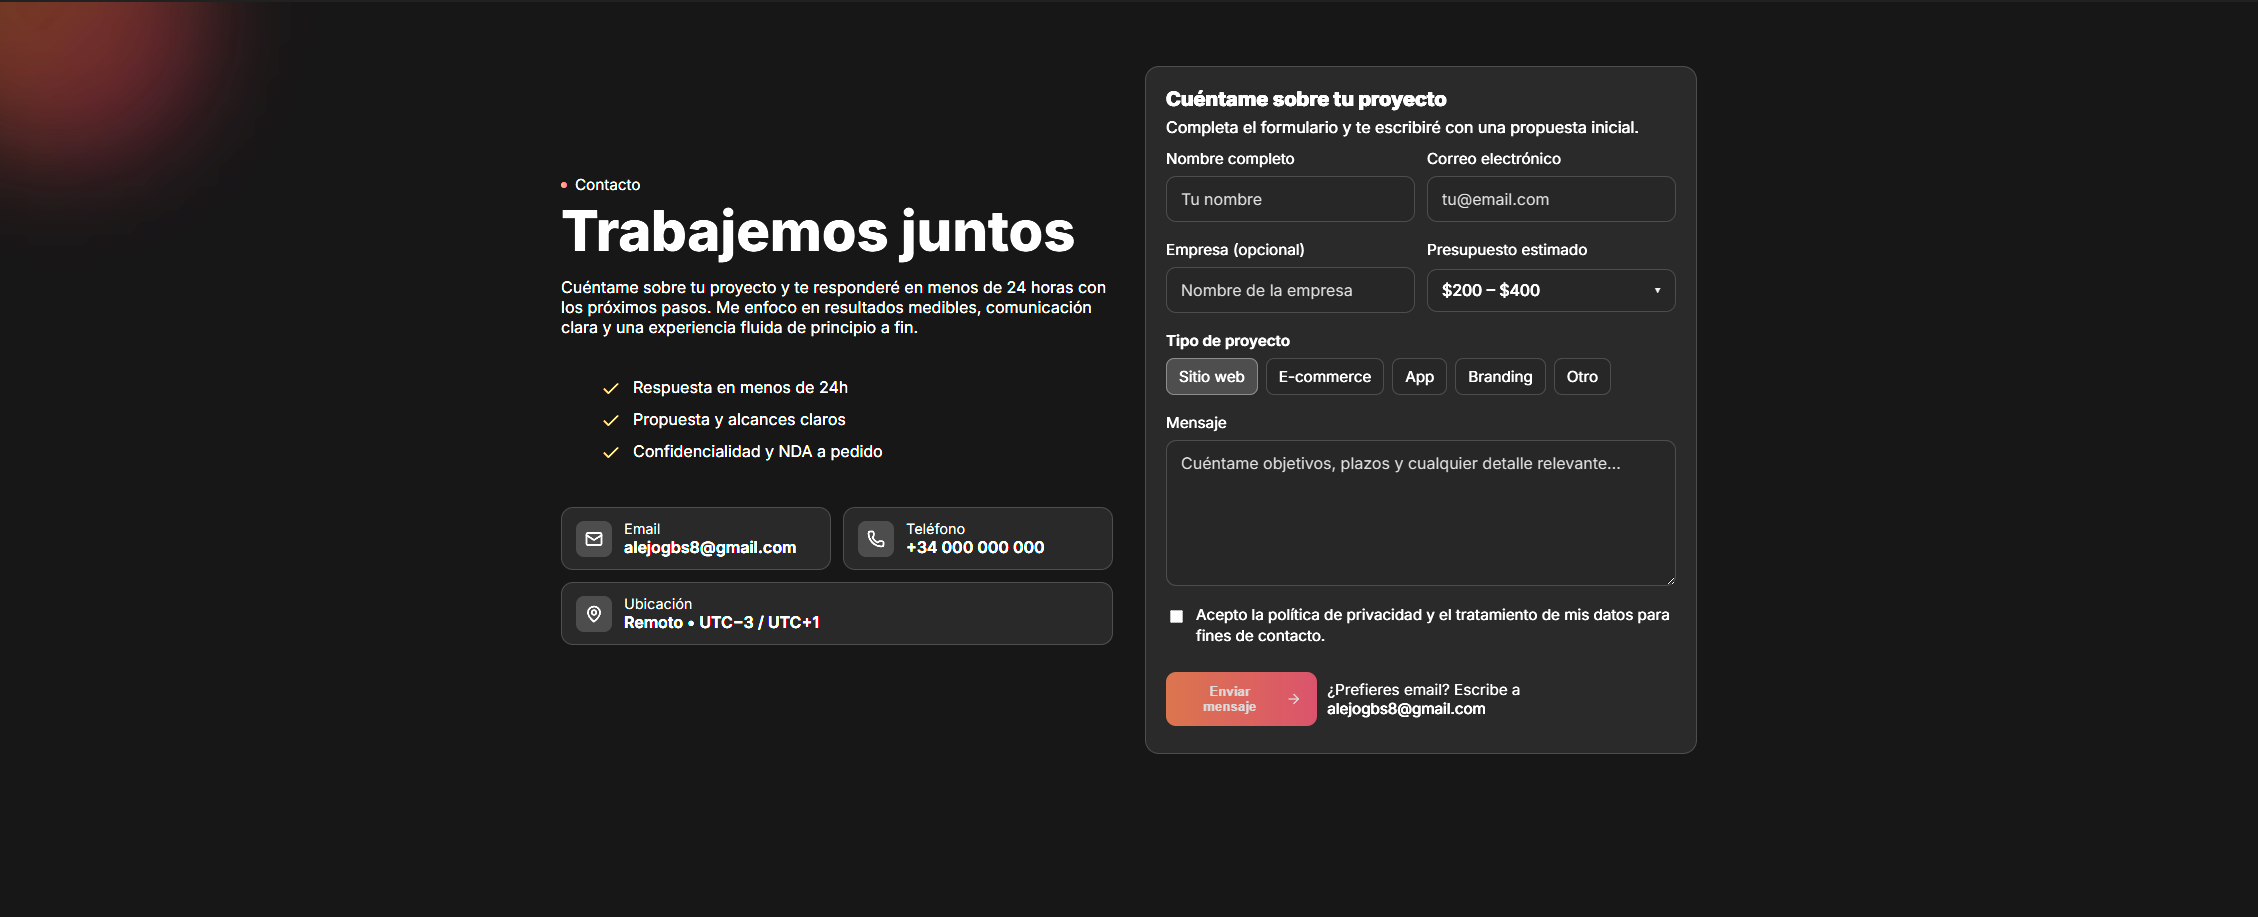 Contacto
Trabajemos juntos
Cuéntame sobre tu proyecto y te responderé en menos de 24 horas con
los próximos pasos. Me enfoco en resultados medibles, comunicación
clara y una experiencia fluida de principio a fin.
Respuesta en menos de 24h
Propuesta y alcances claros
Confidencialidad y NDA a pedido
Email
alejogbs8@gmail.com
Teléfono
+34 000 000 000
Ubicación
Remoto • UTC−3 / UTC+1
Cuéntame sobre tu proyecto
Completa el formulario y te escribiré con una propuesta inicial.
Nombre completo
Tu nombre
Correo electrónico
tu@email.com
Empresa (opcional)
Nombre de la empresa
Presupuesto estimado
$200 – $400
Tipo de proyecto
Sitio web
E-commerce
App
Branding
Otro
Mensaje
Cuéntame objetivos, plazos y cualquier detalle relevante...
Acepto la política de privacidad y el tratamiento de mis datos para
fines de contacto.
Enviar
mensaje
¿Prefieres email? Escribe a
alejogbs8@gmail.com